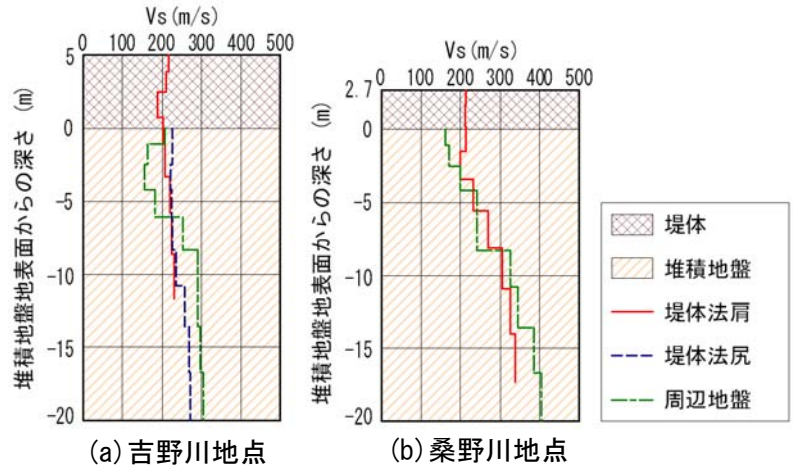 Vs(m/s)
0 100 200 300 400 500
堆積地盤地表面からの深さ (m)
5
0
-5
-10
-15
-20
(a)吉野川地点
Vs(m/s)
0 100 200 300 400 500
堆積地盤地表面からの深さ (m)
2.7
0
-5
-10
-15
-20
(b)桑野川地点
堤体
堆積地盤
堤体法肩
堤体法尻
周辺地盤